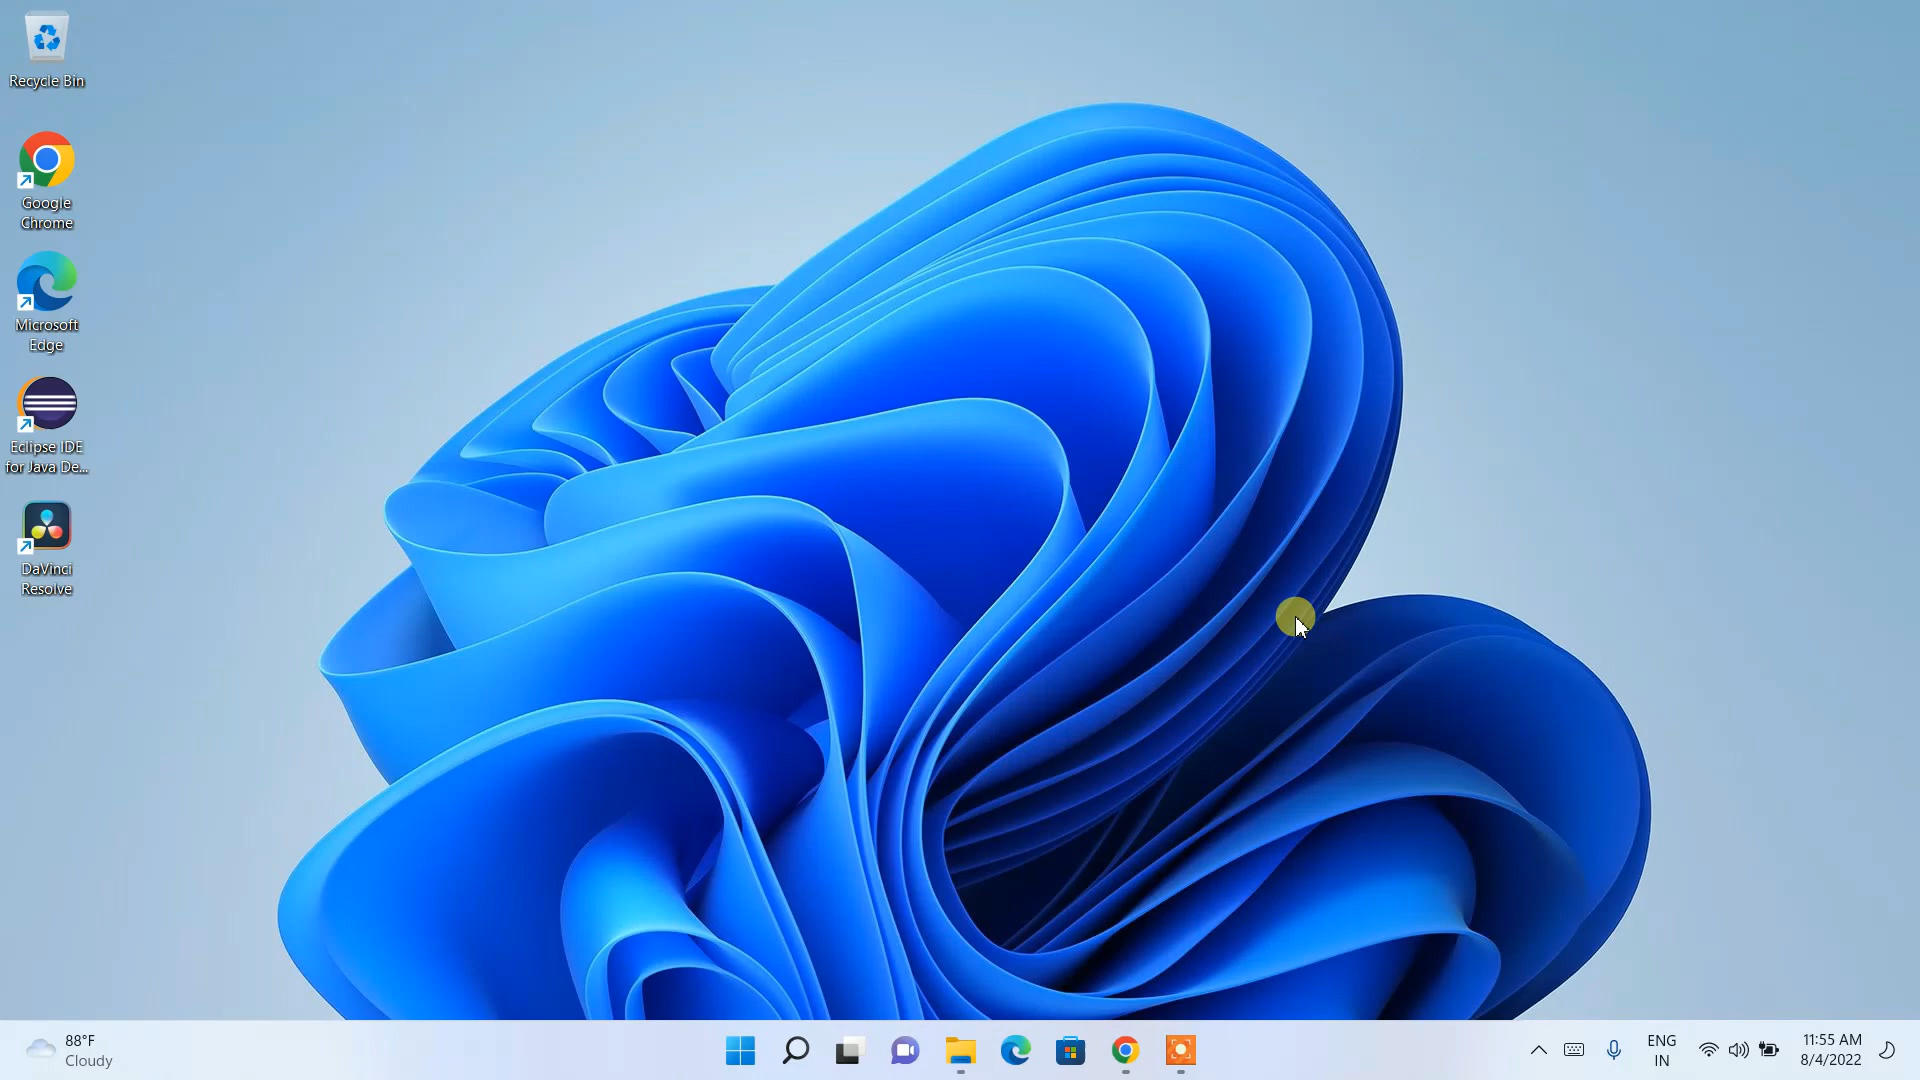 Recycle Bin
Google
Chrome
Microsoft
Edge
Eclipse IDE
for Java De...
DaVinci
Resolve
88°F
Cloudy
ENG
IN
11:55 AM
8/4/2022